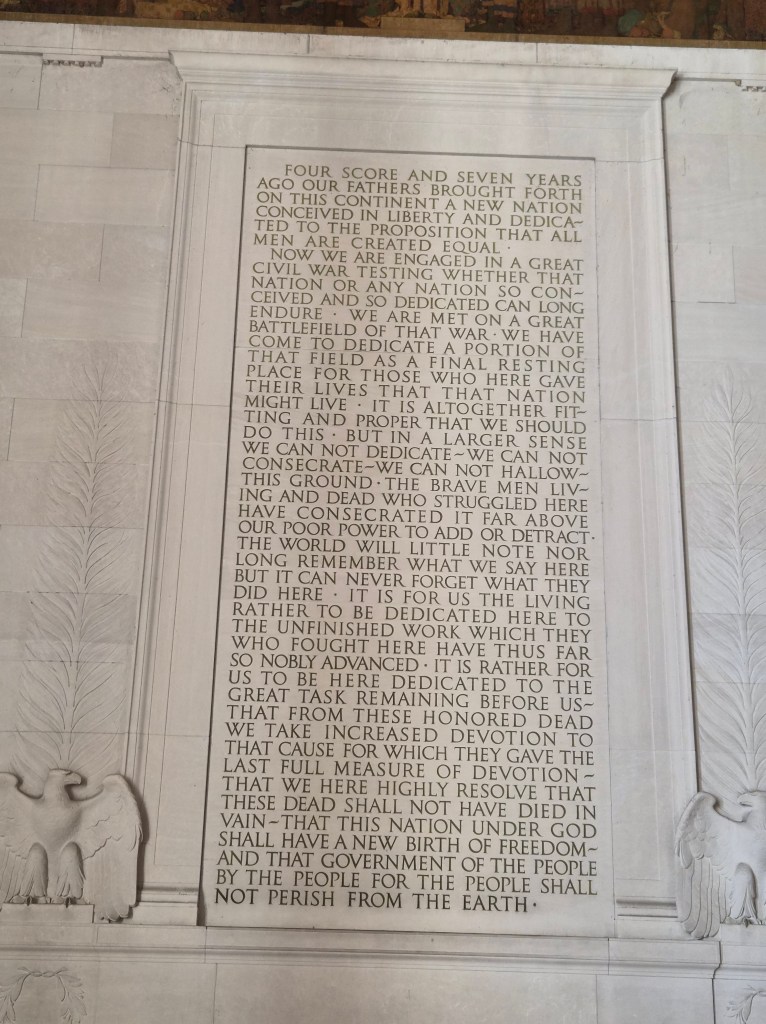 FOUR SCORE AND SEVEN YEARS
AGO OUR FATHERS BROUGHT FORTH
ON THIS CONTINENT A NEW NATION
CONCEIVED IN LIBERTY AND DEDICA~
TED TO THE PROPOSITION THAT ALL
MEN ARE CREATED EQUAL ·
NOW WE ARE ENGAGED IN A GREAT
CIVIL WAR TESTING WHETHER THAT
NATION OR ANY NATION SO CON~
CEIVED AND SO DEDICATED CAN LONG
ENDURE · WE ARE MET ON A GREAT
BATTLEFIELD OF THAT WAR · WE HAVE
COME TO DEDICATE A PORTION OF
THAT FIELD AS A FINAL RESTING
PLACE FOR THOSE WHO HERE GAVE
THEIR LIVES THAT THAT NATION
MIGHT LIVE · IT IS ALTOGETHER FIT~
TING AND PROPER THAT WE SHOULD
DO THIS · BUT IN A LARGER SENSE
WE CAN NOT DEDICATE~WE CAN NOT
CONSECRATE~WE CAN NOT HALLOW~
THIS GROUND · THE BRAVE MEN LIV~
ING AND DEAD WHO STRUGGLED HERE
HAVE CONSECRATED IT FAR ABOVE
OUR POOR POWER TO ADD OR DETRACT ·
THE WORLD WILL LITTLE NOTE NOR
LONG REMEMBER WHAT WE SAY HERE
BUT IT CAN NEVER FORGET WHAT THEY
DID HERE · IT IS FOR US THE LIVING
RATHER TO BE DEDICATED HERE TO
THE UNFINISHED WORK WHICH THEY
WHO FOUGHT HERE HAVE THUS FAR
SO NOBLY ADVANCED · IT IS RATHER FOR
US TO BE HERE DEDICATED TO THE
GREAT TASK REMAINING BEFORE US~
THAT FROM THESE HONORED DEAD
WE TAKE INCREASED DEVOTION TO
THAT CAUSE FOR WHICH THEY GAVE THE
LAST FULL MEASURE OF DEVOTION~
THAT WE HERE HIGHLY RESOLVE THAT
THESE DEAD SHALL NOT HAVE DIED IN
VAIN~THAT THIS NATION UNDER GOD
SHALL HAVE A NEW BIRTH OF FREEDOM~
AND THAT GOVERNMENT OF THE PEOPLE
BY THE PEOPLE FOR THE PEOPLE SHALL
NOT PERISH FROM THE EARTH ·